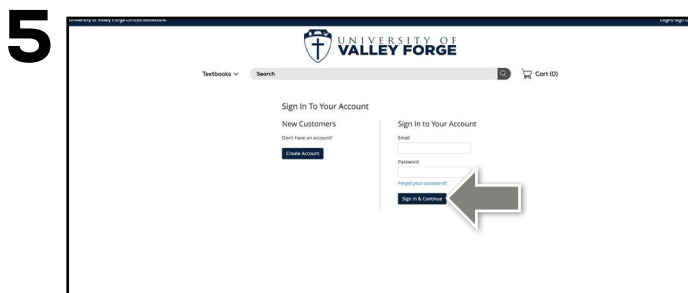 5
University of Valley Forge Official Bookstore
Login/Sign
UNIVERSITY OF
VALLEY FORGE
Textbooks
Search
Cart (0)
Sign In To Your Account
New Customers
Don't have an account?
Create Account
Sign In to Your Account
Email
Password
Forgot your password?
Sign In & Continue